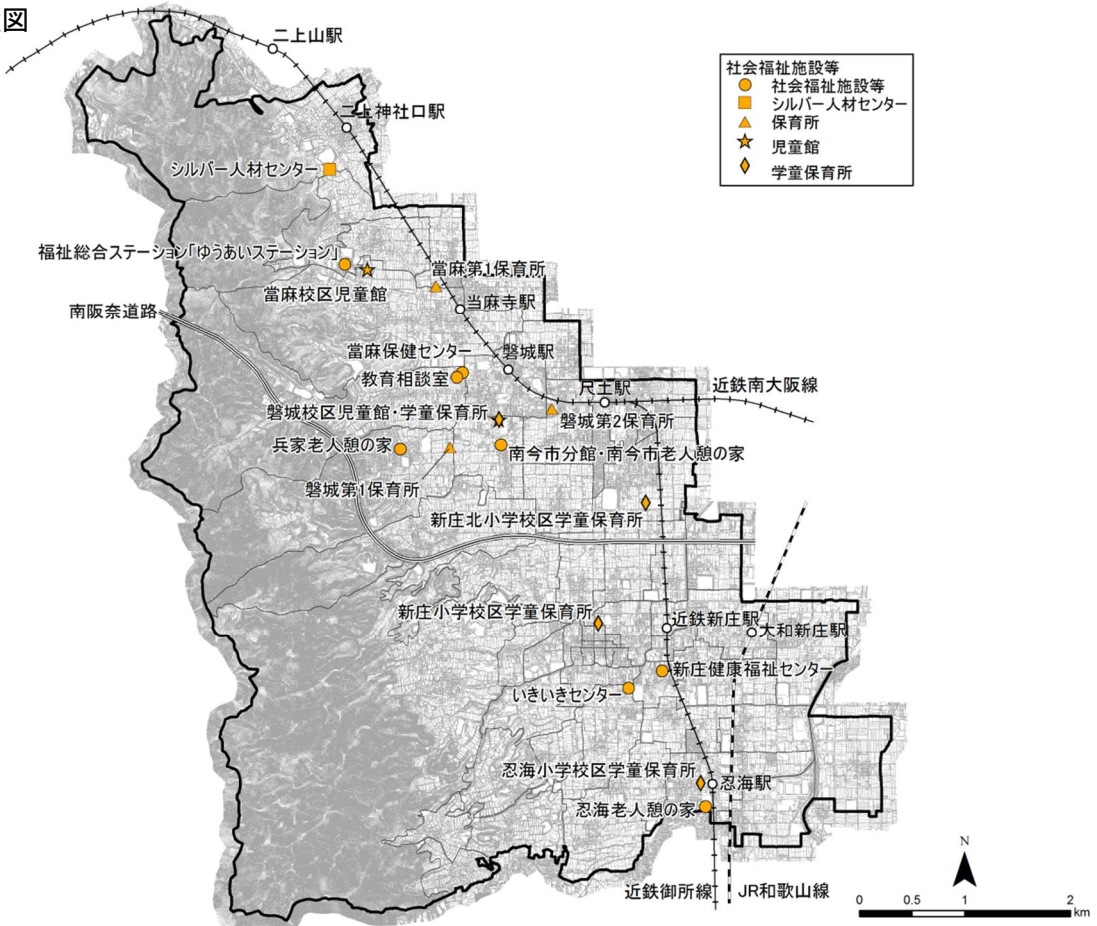 図
二上山駅
社会福祉施設等
社会福祉施設等
シルバー人材センター
保育所
児童館
学童保育所
二上神社口駅
シルバー人材センター
福祉総合ステーション「ゆうあいステーション」
當麻第1保育所
當麻校区児童館
当麻寺駅
南阪奈道路
當麻保健センター
磐城駅
教育相談室
尺土駅
近鉄南大阪線
磐城校区児童館・学童保育所
磐城第2保育所
兵家老人憩の家
南今市分館・南今市老人憩の家
磐城第1保育所
新庄北小学校区学童保育所
新庄小学校区学童保育所
近鉄新庄駅
大和新庄駅
新庄健康福祉センター
いきいきセンター
忍海小学校区学童保育所
忍海駅
忍海老人憩の家
近鉄御所線
JR和歌山線
N
0 0.5 1 2
km